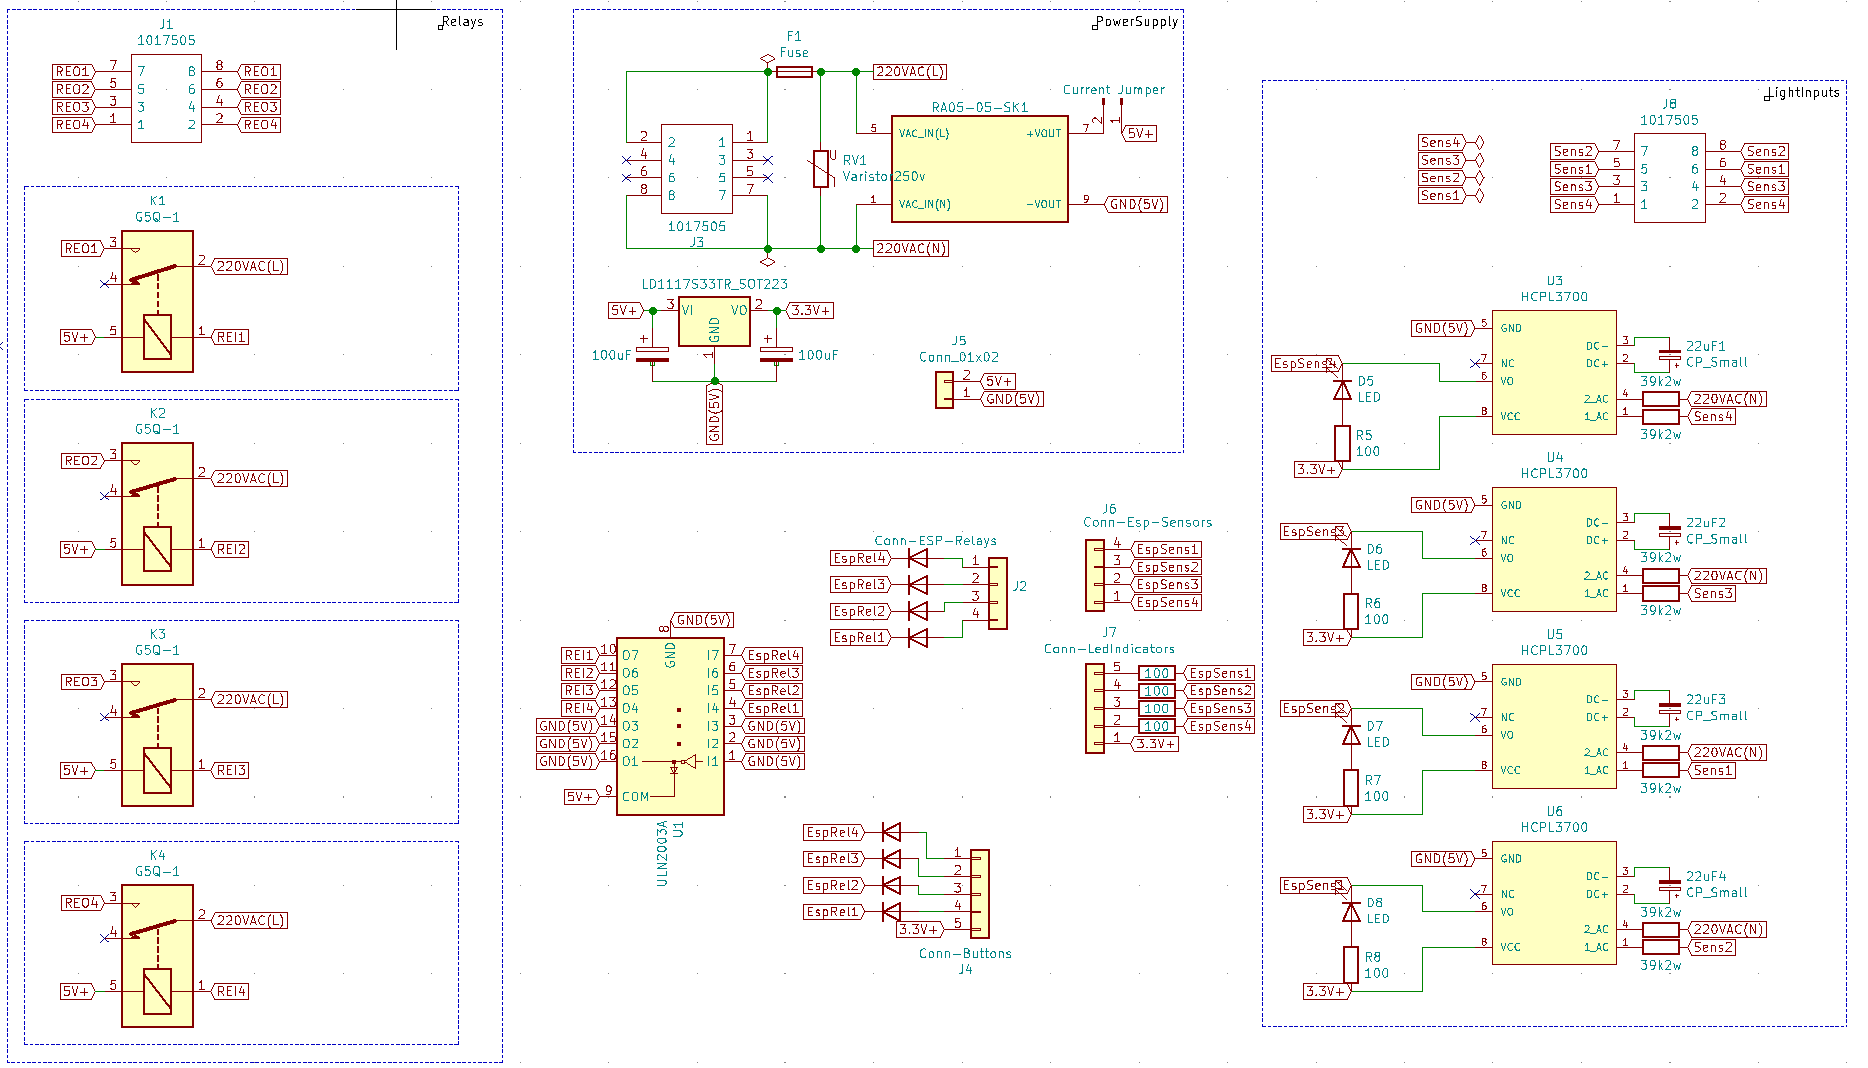 Relays
J1
1017505
REO1 7 7 8 8 REO1
REO2 5 5 6 6 REO2
REO3 3 3 4 4 REO3
REO4 1 1 2 2 REO4
K1
G5Q-1
REO1 3
2 220VAC(L)
4
5V+ 5 1 REI1
K2
G5Q-1
REO2 3
2 220VAC(L)
4
5V+ 5 1 REI2
K3
G5Q-1
REO3 3
2 220VAC(L)
4
5V+ 5 1 REI3
K4
G5Q-1
REO4 3
2 220VAC(L)
4
5V+ 5 1 REI4
PowerSupply
F1
Fuse
220VAC(L)
Current Jumper
RA05-05-SK1
2 1
5 VAC_IN(L) +VOUT 7 5V+
1 VAC_IN(N) -VOUT 9 GND(5V)
2 2 1 1
4 4 3 3
6 6 5 5
8 8 7 7
1017505
J3
U
RV1
Varistor250v
220VAC(N)
LD1117S33TR_SOT223
5V+ 3 VI VO 2 3.3V+
GND
1
+ 100uF
+ 100uF
GND(5V)
J5
Conn_01x02
2 5V+
1 GND(5V)
Conn-ESP-Relays
EspRel4 1
EspRel3 2
EspRel2 3
EspRel1 4
J2
J6
Conn-Esp-Sensors
4 EspSens1
3 EspSens2
2 EspSens3
1 EspSens4
J7
Conn-LedIndicators
5 100 EspSens1
4 100 EspSens2
3 100 EspSens3
2 100 EspSens4
1 3.3V+
GND(5V)
8
GND
REI1 10 O7 I7 7 EspRel4
REI2 11 O6 I6 6 EspRel3
REI3 12 O5 I5 5 EspRel2
REI4 13 O4 I4 4 EspRel1
GND(5V) 14 O3 I3 3 GND(5V)
GND(5V) 15 O2 I2 2 GND(5V)
GND(5V) 16 O1 I1 1 GND(5V)
5V+ 9 COM
ULN2003A
U1
EspRel4 1
EspRel3 2
EspRel2 3
EspRel1 4
3.3V+ 5
Conn-Buttons
J4
LightInputs
Sens4
Sens3
Sens2
Sens1
J8
1017505
Sens2 7 7 8 8 Sens2
Sens1 5 5 6 6 Sens1
Sens3 3 3 4 4 Sens3
Sens4 1 1 2 2 Sens4
U3
HCPL3700
GND(5V) 5 GND
DC- 3
7 NC DC+ 2
6 VO
2_AC 4 220VAC(N)
8 VCC 1_AC 1 Sens4
22uF1
CP_Small
+
39k2w
39k2w
D5
LED
R5
100
3.3V+
U4
HCPL3700
GND(5V) 5 GND
DC- 3
7 NC DC+ 2
6 VO
2_AC 4 220VAC(N)
8 VCC 1_AC 1 Sens3
22uF2
CP_Small
+
39k2w
39k2w
D6
LED
R6
100
3.3V+
U5
HCPL3700
GND(5V) 5 GND
DC- 3
7 NC DC+ 2
6 VO
2_AC 4 220VAC(N)
8 VCC 1_AC 1 Sens1
22uF3
CP_Small
+
39k2w
39k2w
D7
LED
R7
100
3.3V+
U6
HCPL3700
GND(5V) 5 GND
DC- 3
7 NC DC+ 2
6 VO
2_AC 4 220VAC(N)
8 VCC 1_AC 1 Sens2
22uF4
CP_Small
+
39k2w
39k2w
D8
LED
R8
100
3.3V+